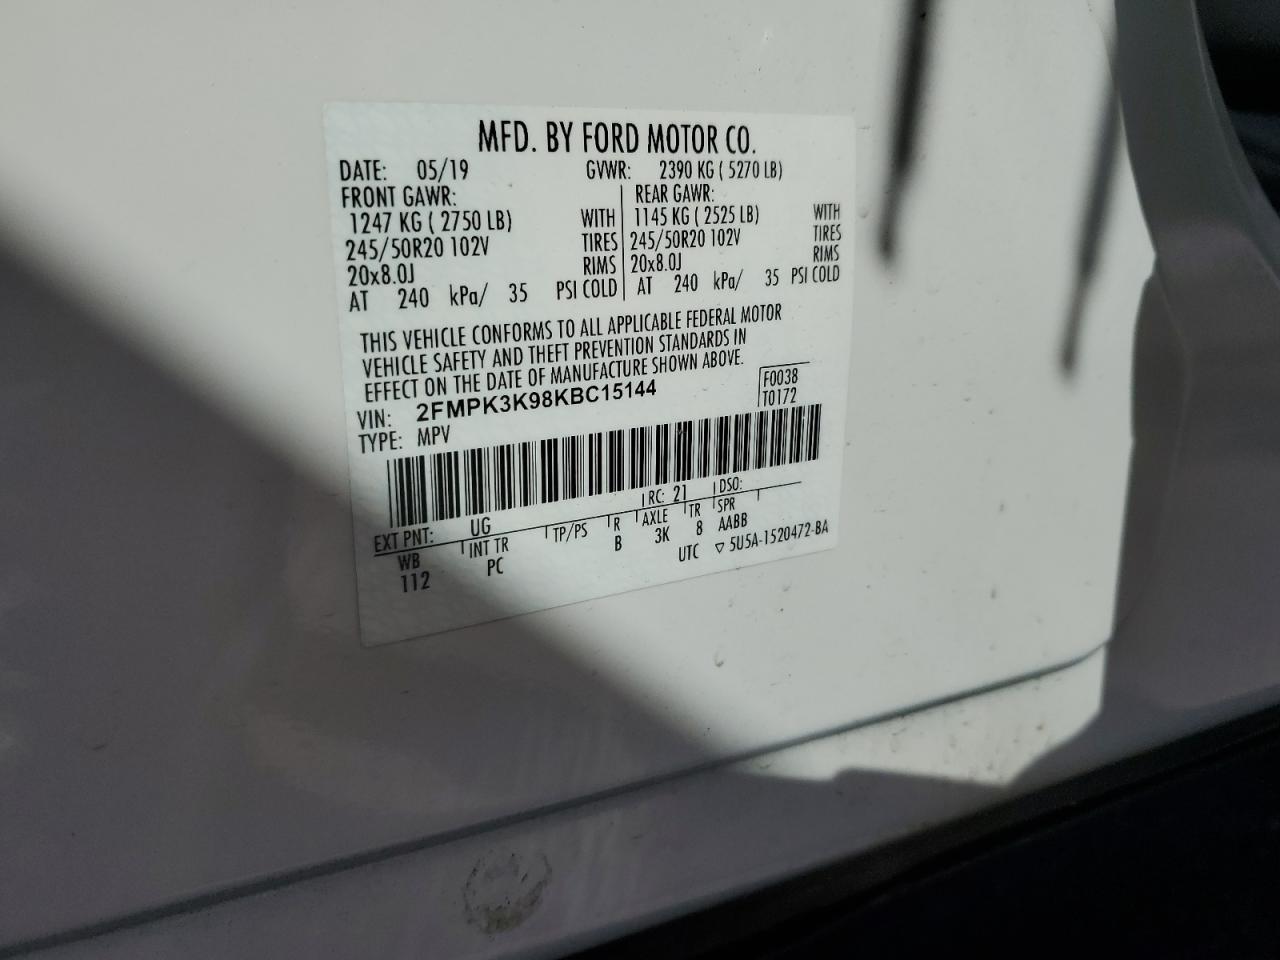 MFD. BY FORD MOTOR CO.
DATE: 05/19 GVWR: 2390 KG ( 5270 LB)
FRONT GAWR: REAR GAWR:
1247 KG ( 2750 LB) WITH 1145 KG ( 2525 LB) WITH
245/50R20 102V TIRES 245/50R20 102V TIRES
20x8.0J RIMS 20x8.0J RIMS
AT 240 kPa/ 35 PSI COLD AT 240 kPa/ 35 PSI COLD
THIS VEHICLE CONFORMS TO ALL APPLICABLE FEDERAL MOTOR
VEHICLE SAFETY AND THEFT PREVENTION STANDARDS IN
EFFECT ON THE DATE OF MANUFACTURE SHOWN ABOVE.
VIN: 2FMPK3K98KBC15144 F0038
TYPE: MPV T0172
EXT PNT: UG RC: 21 DSO:
WB INT TR TP/PS R AXLE TR SPR
112 PC B 3K 8 AABB
UTC ▽ 5U5A-1520472-BA